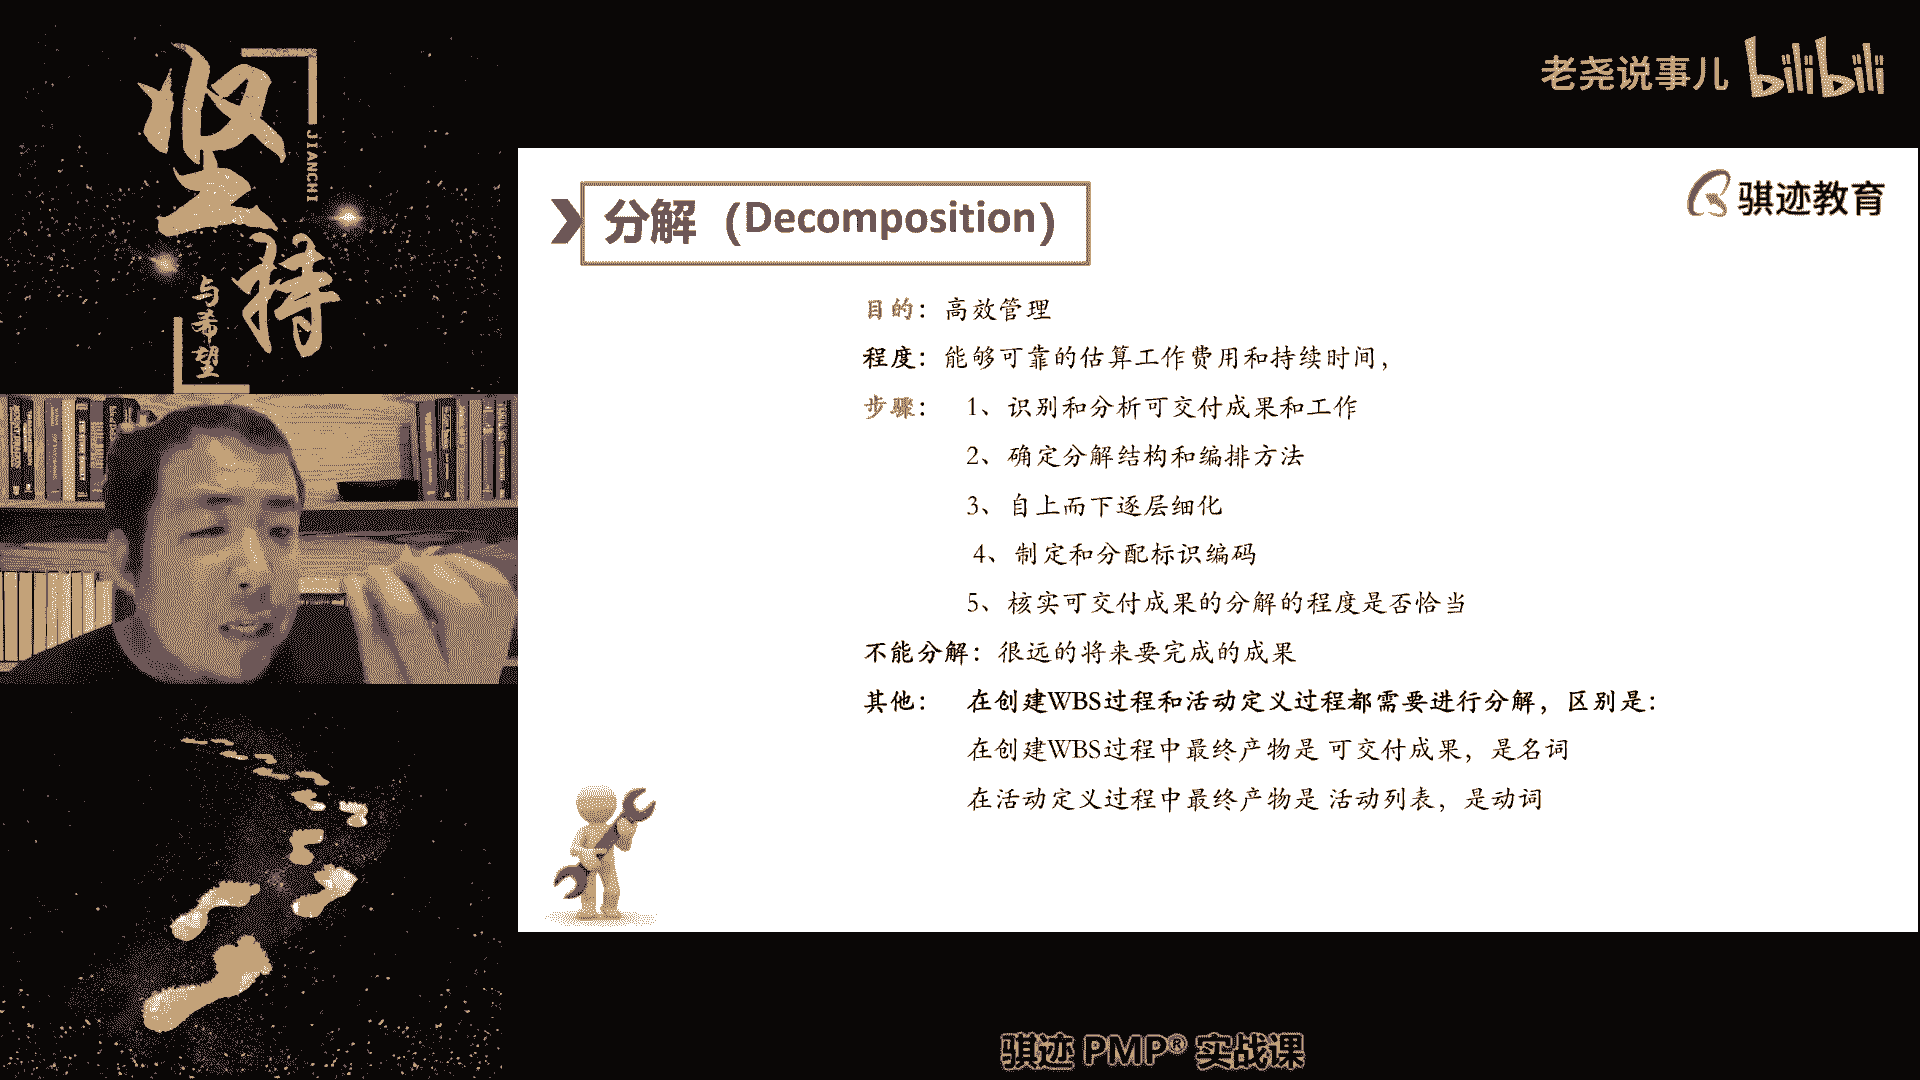 坚持
JIANCHI
与希望
老尧说事儿 bilibili
骐迹教育
分解（Decomposition）
目的：高效管理
程度：能够可靠的估算工作费用和持续时间，
步骤： 1、识别和分析可交付成果和工作
2、确定分解结构和编排方法
3、自上而下逐层细化
4、制定和分配标识编码
5、核实可交付成果的分解的程度是否恰当
不能分解：很远的将来要完成的成果
其他： 在创建WBS过程和活动定义过程都需要进行分解，区别是：
在创建WBS过程中最终产物是 可交付成果，是名词
在活动定义过程中最终产物是 活动列表，是动词
骐迹 PMP® 实战课